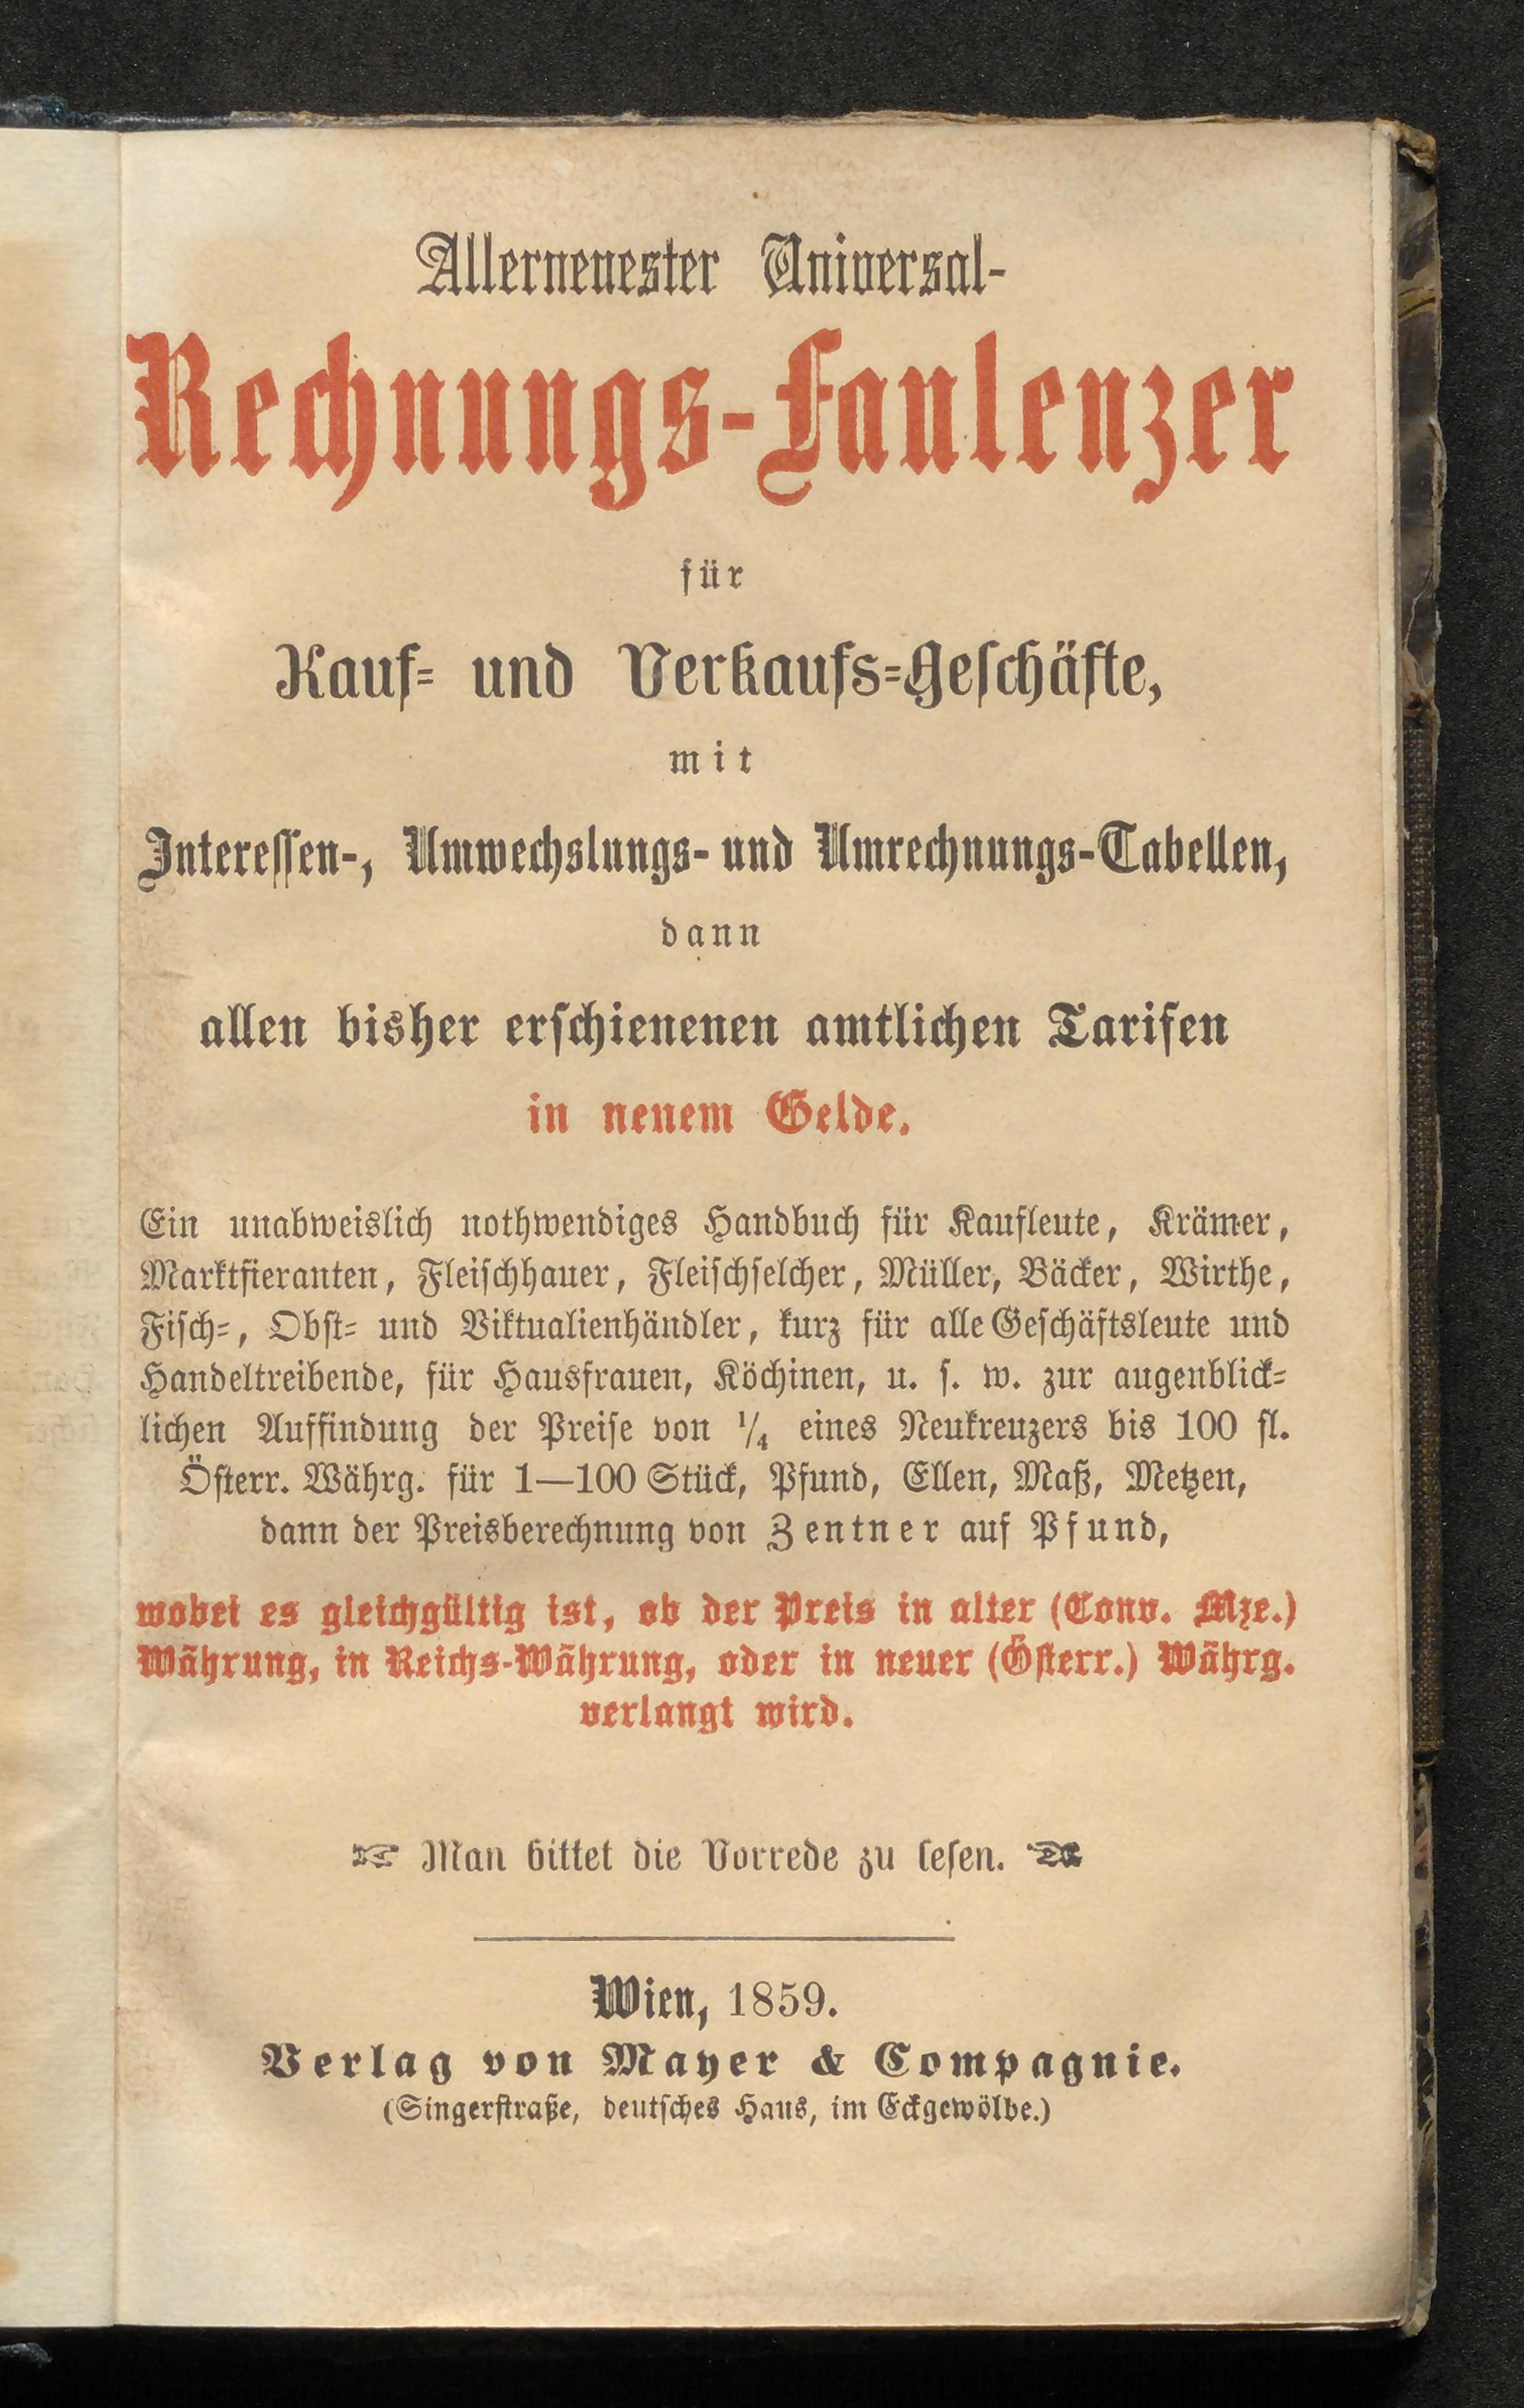 Allerneuester Universal-
Rechnungs-Faulenzer
für
Kauf- und Verkaufs-Geschäfte,
mit
Interessen-, Umwechslungs- und Umrechnungs-Tabellen,
dann
allen bisher erschienenen amtlichen Tarifen
in neuem Gelde.
Ein unabweislich nothwendiges Handbuch für Kaufleute, Krämer,
Marktfieranten, Fleischhauer, Fleischselcher, Müller, Bäcker, Wirthe,
Fisch-, Obst- und Viktualienhändler, kurz für alle Geschäftsleute und
Handeltreibende, für Hausfrauen, Köchinen, u. s. w. zur augenblick-
lichen Auffindung der Preise von 1/4 eines Neukreuzers bis 100 fl.
Österr. Währg. für 1—100 Stück, Pfund, Ellen, Maß, Metzen,
dann der Preisberechnung von Zentner auf Pfund,
wobei es gleichgültig ist, ob der Preis in alter (Conv. Mze.)
Währung, in Reichs-Währung, oder in neuer (Österr.) Währg.
verlangt wird.
☞ Man bittet die Vorrede zu lesen. ☜
Wien, 1859.
Verlag von Mayer & Compagnie.
(Singerstraße, deutsches Haus, im Eckgewölbe.)